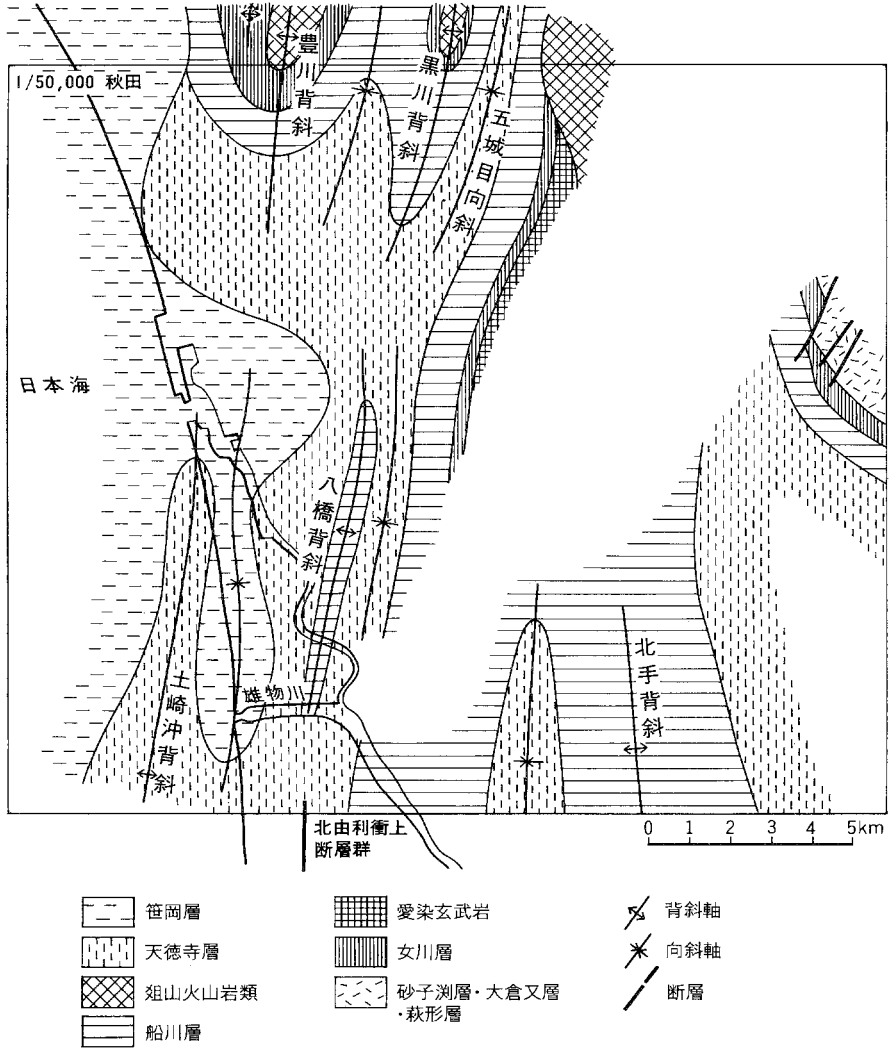 1/50,000 秋田
豊川背斜
黒川背斜
五城目向斜
日本海
八橋背斜
土崎沖背斜
雄物川
北手背斜
北由利衝上
断層群
0 1 2 3 4 5km
笹岡層
天徳寺層
俎山火山岩類
船川層
愛染玄武岩
女川層
砂子渕層・大倉又層
・萩形層
背斜軸
向斜軸
断層